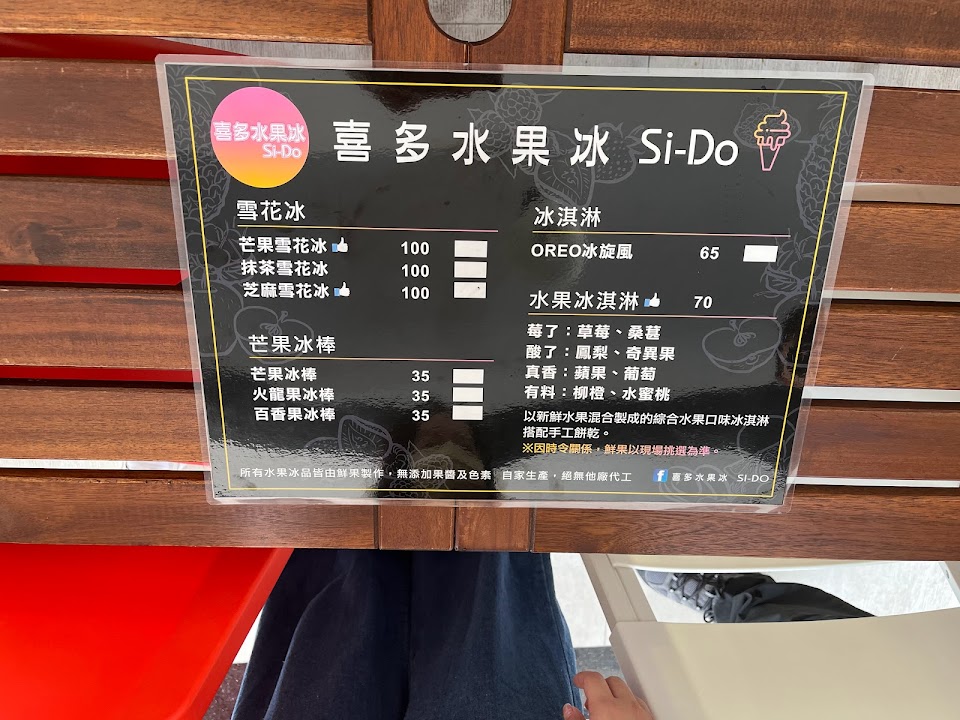 喜多水果冰
Si-Do
喜多水果冰 Si-Do
雪花冰
芒果雪花冰 100
抹茶雪花冰 100
芝麻雪花冰 100
芒果冰棒
芒果冰棒 35
火龍果冰棒 35
百香果冰棒 35
冰淇淋
OREO冰旋風 65
水果冰淇淋 70
莓了：草莓、桑葚
酸了：鳳梨、奇異果
真香：蘋果、葡萄
有料：柳橙、水蜜桃
以新鮮水果混合製成的綜合水果口味冰淇淋
搭配手工餅乾。
※因時令關係，鮮果以現場挑選為準。
所有水果冰品皆由鮮果製作，無添加果醬及色素 自家生產，絕無他廠代工
f 喜多水果冰 SI-DO